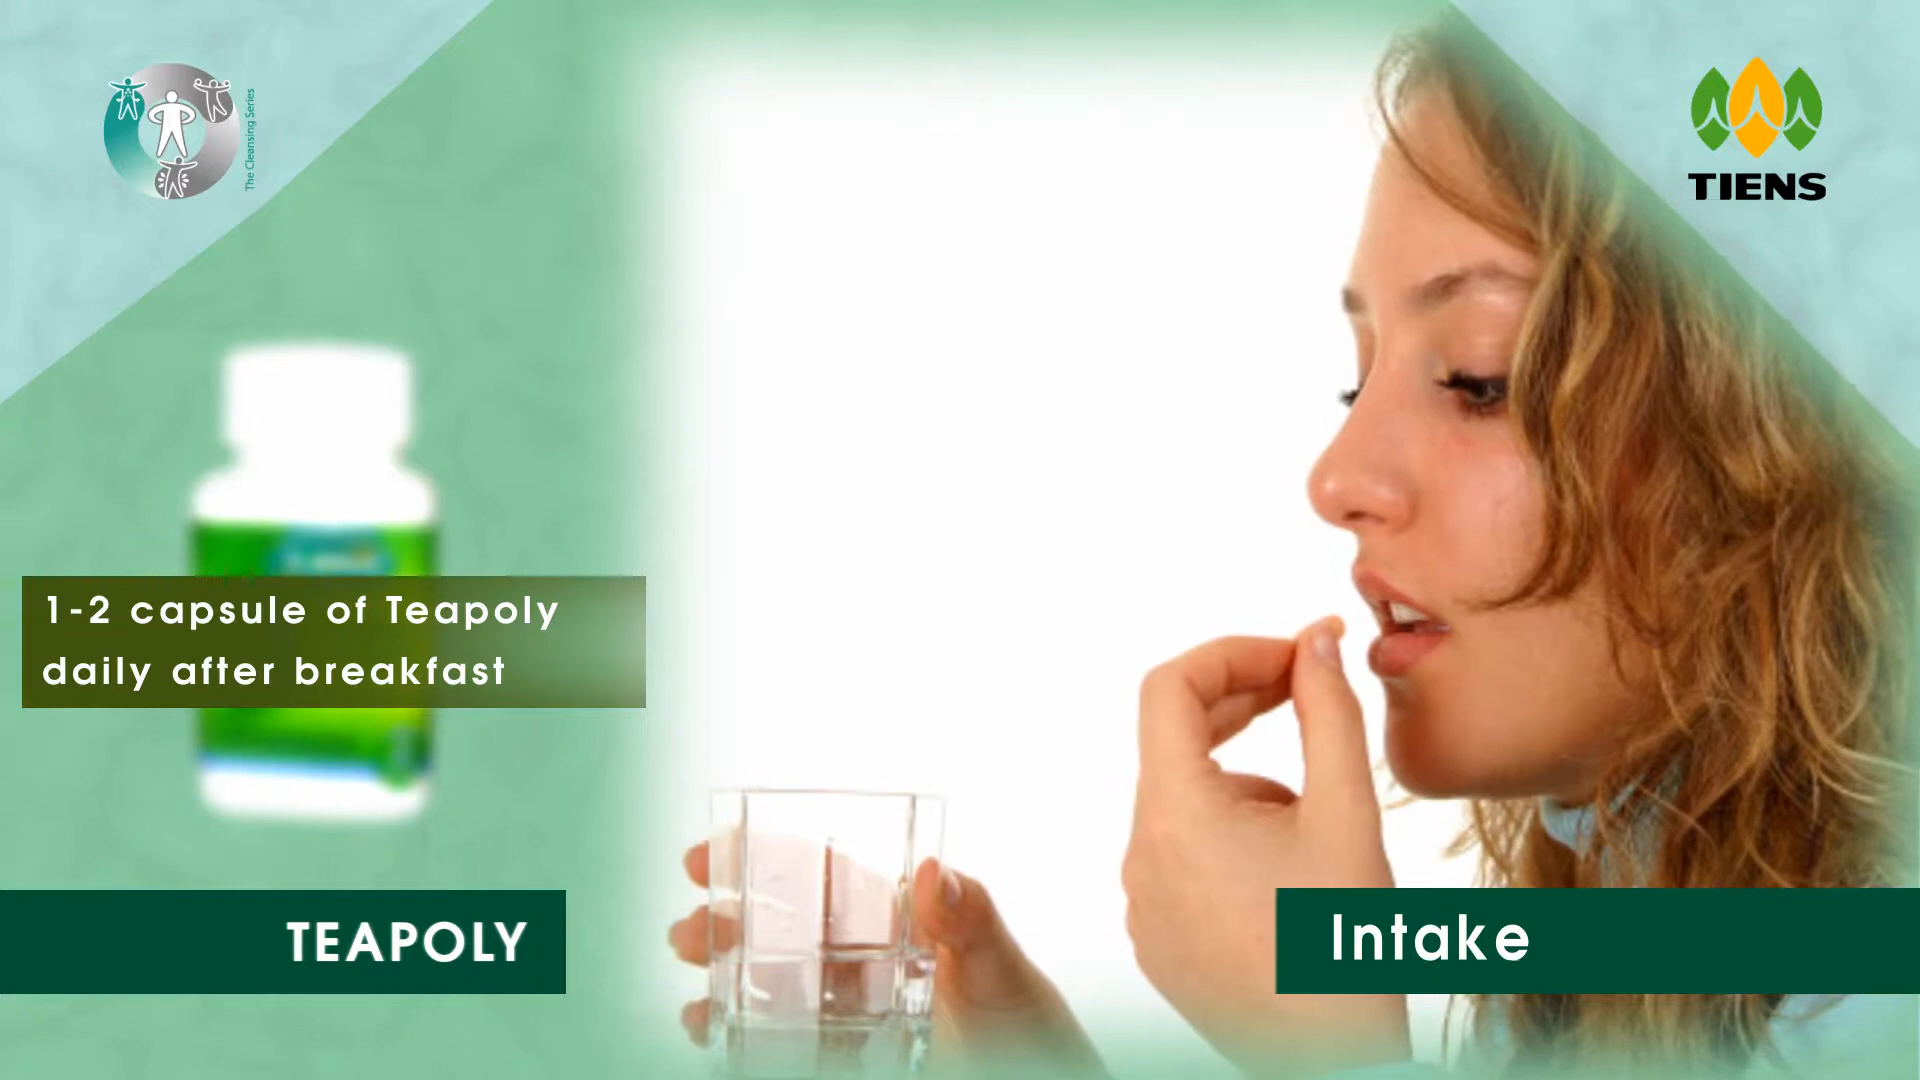 The Cleansing Series
TIENS
1-2 capsule of Teapoly
daily after breakfast
TEAPOLY
Intake